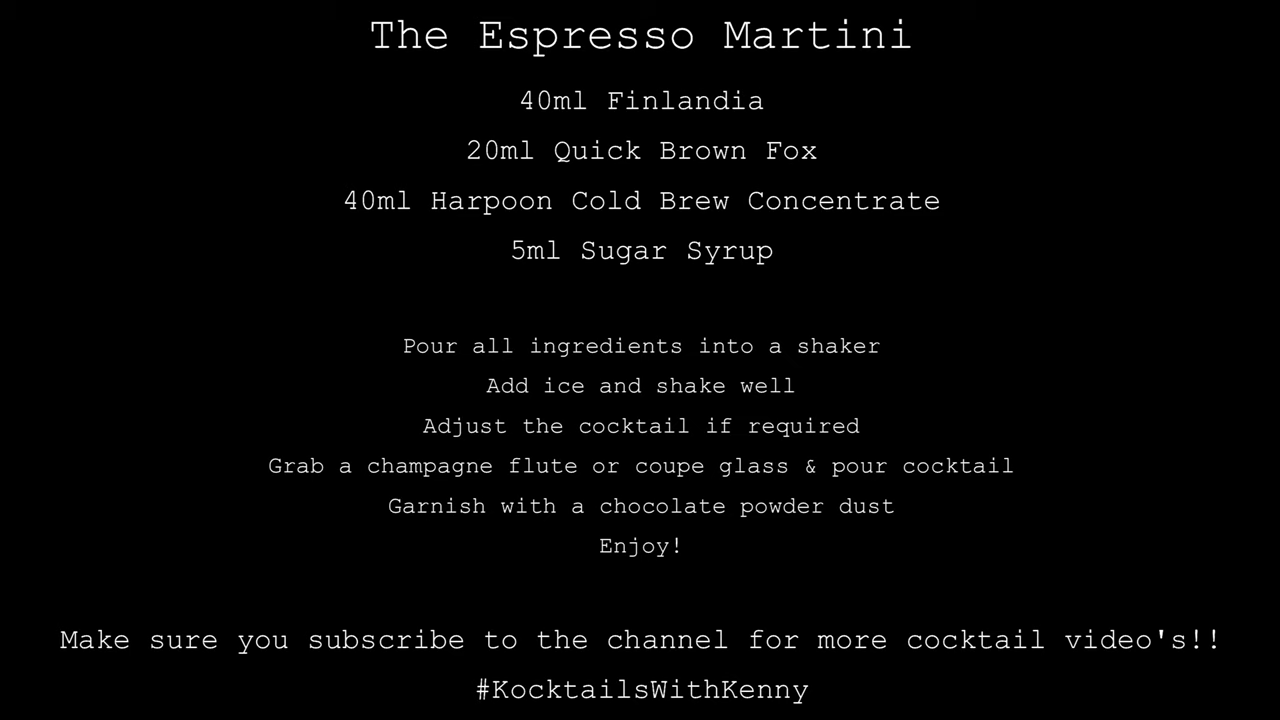 The Espresso Martini
40ml Finlandia
20ml Quick Brown Fox
40ml Harpoon Cold Brew Concentrate
5ml Sugar Syrup
Pour all ingredients into a shaker
Add ice and shake well
Adjust the cocktail if required
Grab a champagne flute or coupe glass & pour cocktail
Garnish with a chocolate powder dust
Enjoy!
Make sure you subscribe to the channel for more cocktail video's!!
#KocktailsWithKenny